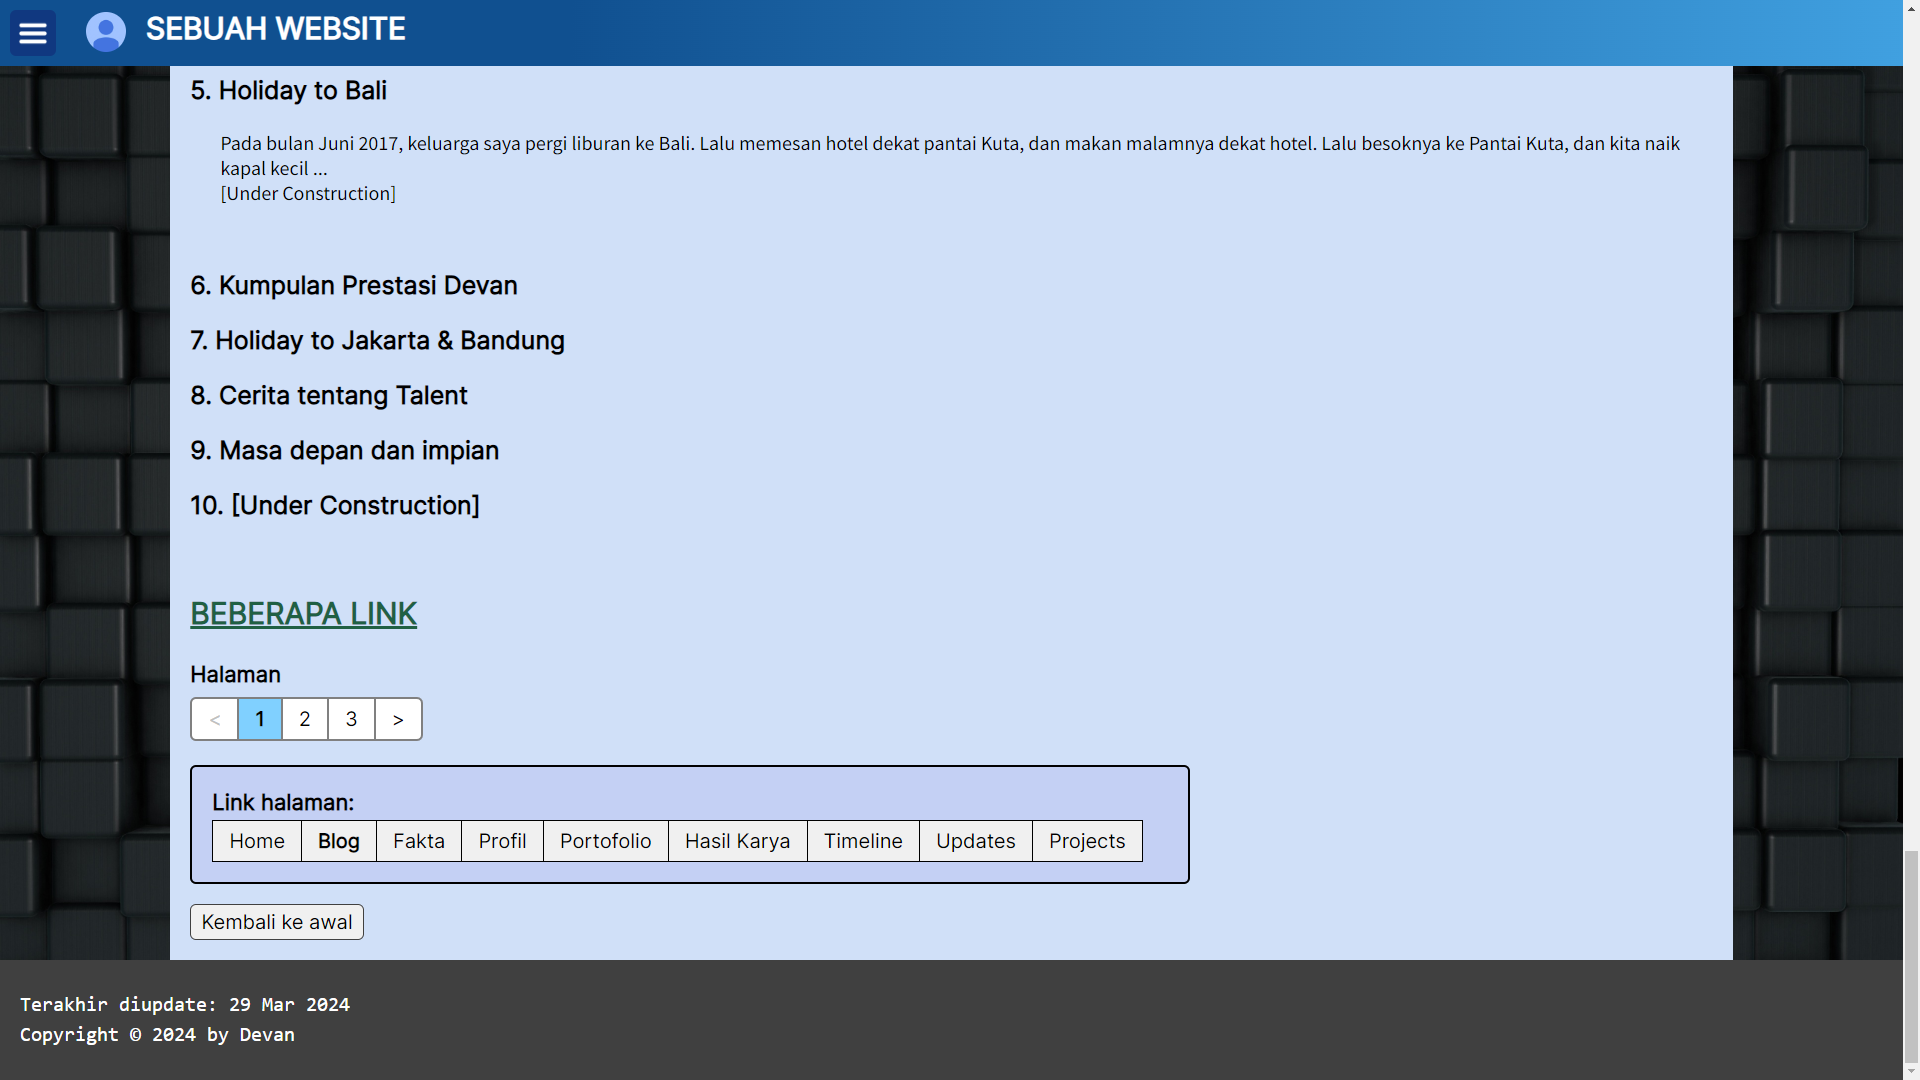 SEBUAH WEBSITE
5. Holiday to Bali
Pada bulan Juni 2017, keluarga saya pergi liburan ke Bali. Lalu memesan hotel dekat pantai Kuta, dan makan malamnya dekat hotel. Lalu besoknya ke Pantai Kuta, dan kita naik
kapal kecil ...
[Under Construction]
6. Kumpulan Prestasi Devan
7. Holiday to Jakarta & Bandung
8. Cerita tentang Talent
9. Masa depan dan impian
10. [Under Construction]
BEBERAPA LINK
Halaman
< 1 2 3 >
Link halaman:
Home Blog Fakta Profil Portofolio Hasil Karya Timeline Updates Projects
Kembali ke awal
Terakhir diupdate: 29 Mar 2024
Copyright © 2024 by Devan